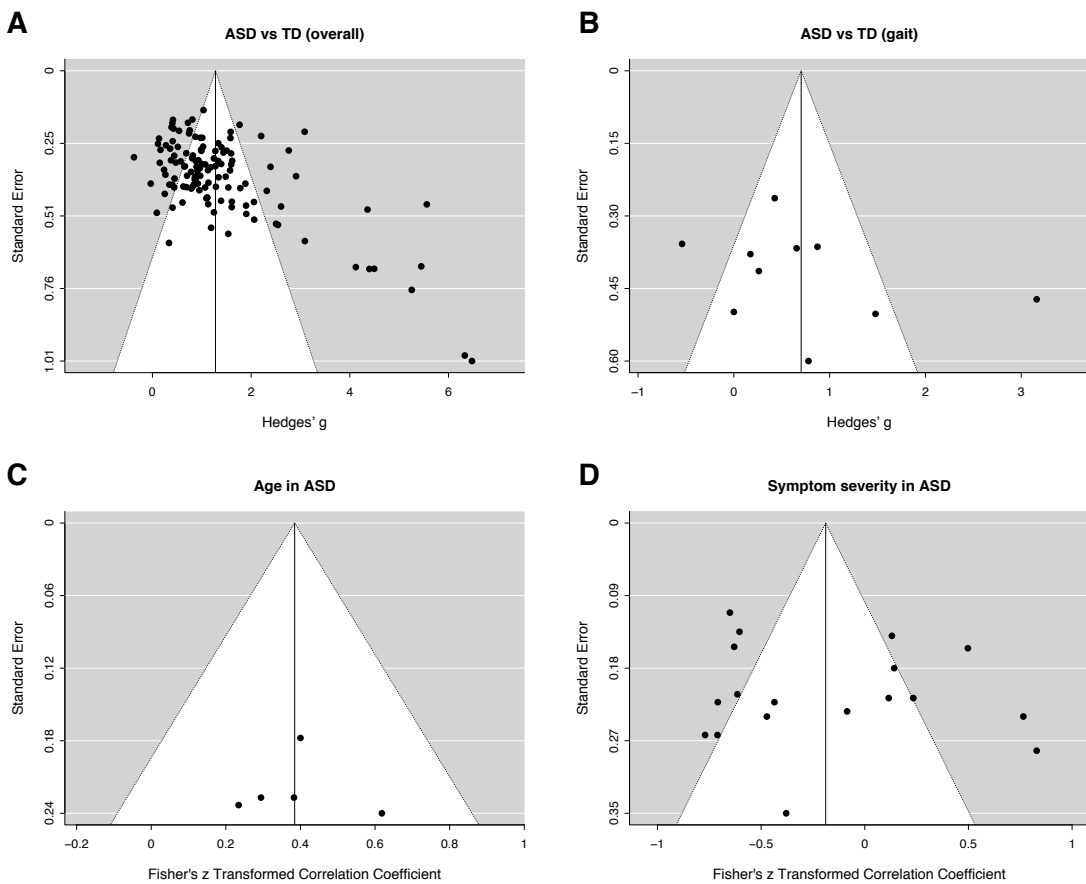 A
ASD vs TD (overall)
Standard Error
0
0.25
0.51
0.76
1.01
0
2
4
6
Hedges' g
B
ASD vs TD (gait)
Standard Error
0
0.15
0.30
0.45
0.60
−1
0
1
2
3
Hedges' g
C
Age in ASD
Standard Error
0
0.06
0.12
0.18
0.24
−0.2
0
0.2
0.4
0.6
0.8
1
Fisher's z Transformed Correlation Coefficient
D
Symptom severity in ASD
Standard Error
0
0.09
0.18
0.27
0.35
−1
−0.5
0
0.5
1
Fisher's z Transformed Correlation Coefficient